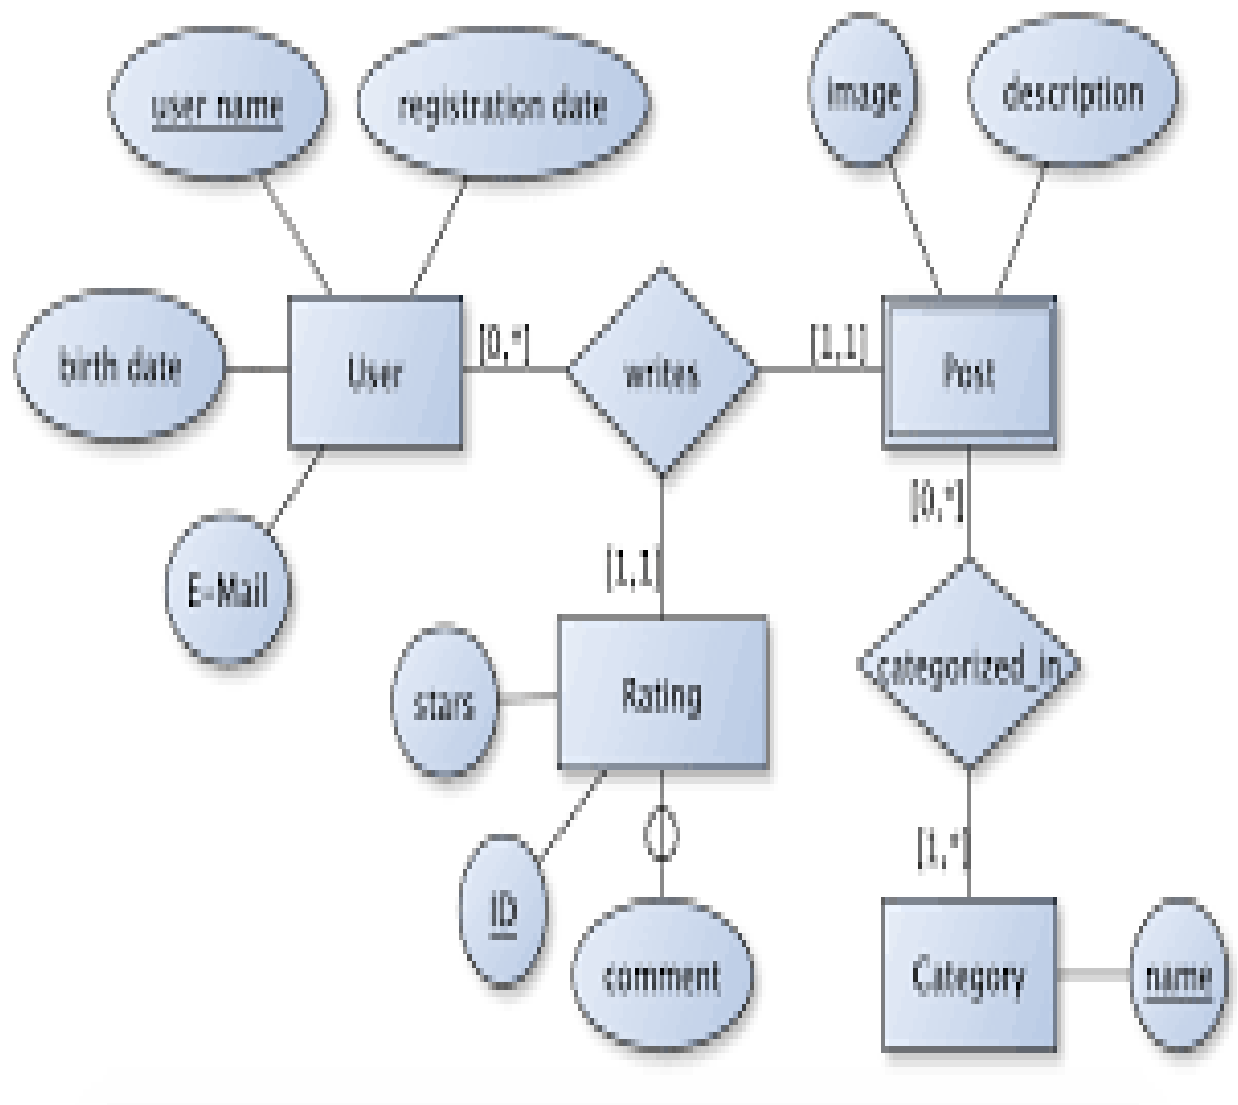 user name
registration date
image
description
birth date
User
[0,*]
writes
[1,1]
Post
[0,*]
E-Mail
[1,1]
stars
Rating
categorized_in
ID
comment
[1,*]
Category
name